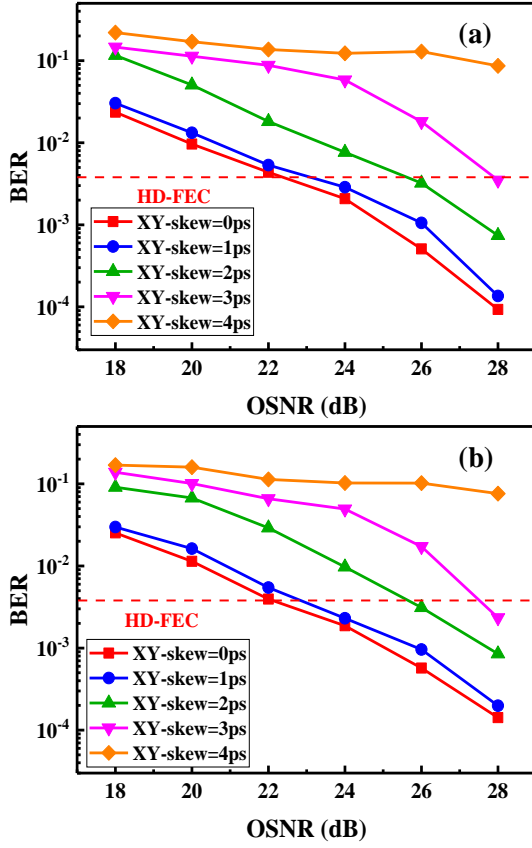 (a)
10⁻¹
10⁻²
10⁻³
10⁻⁴
BER
HD-FEC
XY-skew=0ps
XY-skew=1ps
XY-skew=2ps
XY-skew=3ps
XY-skew=4ps
18 20 22 24 26 28
OSNR (dB)
(b)
10⁻¹
10⁻²
10⁻³
10⁻⁴
BER
HD-FEC
XY-skew=0ps
XY-skew=1ps
XY-skew=2ps
XY-skew=3ps
XY-skew=4ps
18 20 22 24 26 28
OSNR (dB)